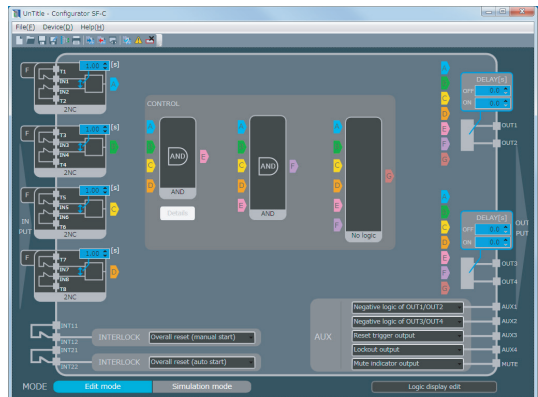 UnTitle - Configurator SF-C
File(F) Device(D) Help(H)
F T1 1.00 [s]
IN1
IN2
T2
2NC
A
F T3 1.00 [s]
IN3
IN4
T4
2NC
F T5 1.00 [s]
IN5
IN6
T6
2NC
C
F T7 1.00 [s]
IN7
IN8
T8
2NC
D
IN
PUT
CONTROL
A
B
C
D
AND
AND
Details
E
A
B
C
D
E
AND
AND
F
A
B
C
D
E
F
No logic
G
A
B
C
D
E
F
G
DELAY[s]
OFF 0.0
ON 0.0
OUT1
OUT2
A
B
C
D
E
F
G
DELAY[s]
OFF 0.0
ON 0.0
OUT3
OUT4
OUT
PUT
INT11
INT12
INTERLOCK Overall reset (manual start)
INT21
INT22
INTERLOCK Overall reset (auto start)
AUX
Negative logic of OUT1/OUT2 AUX1
Negative logic of OUT3/OUT4 AUX2
Reset trigger output AUX3
Lockout output AUX4
Mute indicator output MUTE
MODE Edit mode Simulation mode Logic display edit